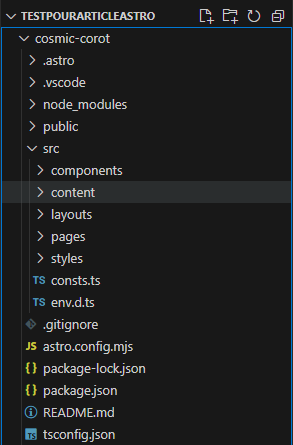 TESTPOURARTICLEASTRO
cosmic-corot
.astro
.vscode
node_modules
public
src
components
content
layouts
pages
styles
TS consts.ts
TS env.d.ts
.gitignore
JS astro.config.mjs
{} package-lock.json
{} package.json
README.md
TS tsconfig.json